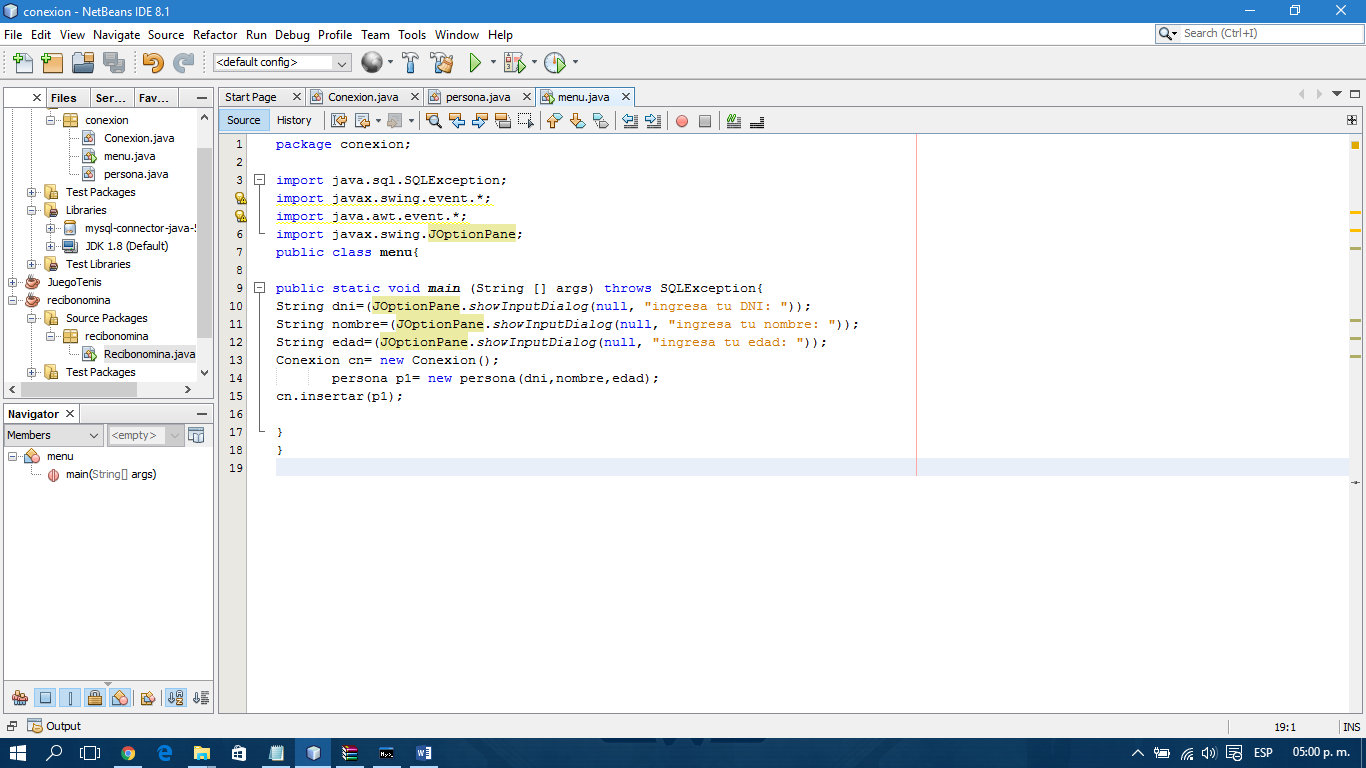 conexion - NetBeans IDE 8.1
File Edit View Navigate Source Refactor Run Debug Profile Team Tools Window Help
Search (Ctrl+I)
<default config>
Files Ser... Fav...
Start Page Conexion.java persona.java menu.java
Source History
conexion
Conexion.java
menu.java
persona.java
Test Packages
Libraries
mysql-connector-java-5
JDK 1.8 (Default)
Test Libraries
JuegoTenis
recibonomina
Source Packages
recibonomina
Recibonomina.java
Test Packages
Navigator
Members <empty>
menu
main(String[] args)
1 package conexion;
2
3 import java.sql.SQLException;
import javax.swing.event.*;
import java.awt.event.*;
6 import javax.swing.JOptionPane;
7 public class menu{
8
9 public static void main (String [] args) throws SQLException{
10 String dni=(JOptionPane.showInputDialog(null, "ingresa tu DNI: "));
11 String nombre=(JOptionPane.showInputDialog(null, "ingresa tu nombre: "));
12 String edad=(JOptionPane.showInputDialog(null, "ingresa tu edad: "));
13 Conexion cn= new Conexion();
14 persona p1= new persona(dni,nombre,edad);
15 cn.insertar(p1);
16
17 }
18 }
19
Output
19:1 INS
ESP 05:00 p. m.